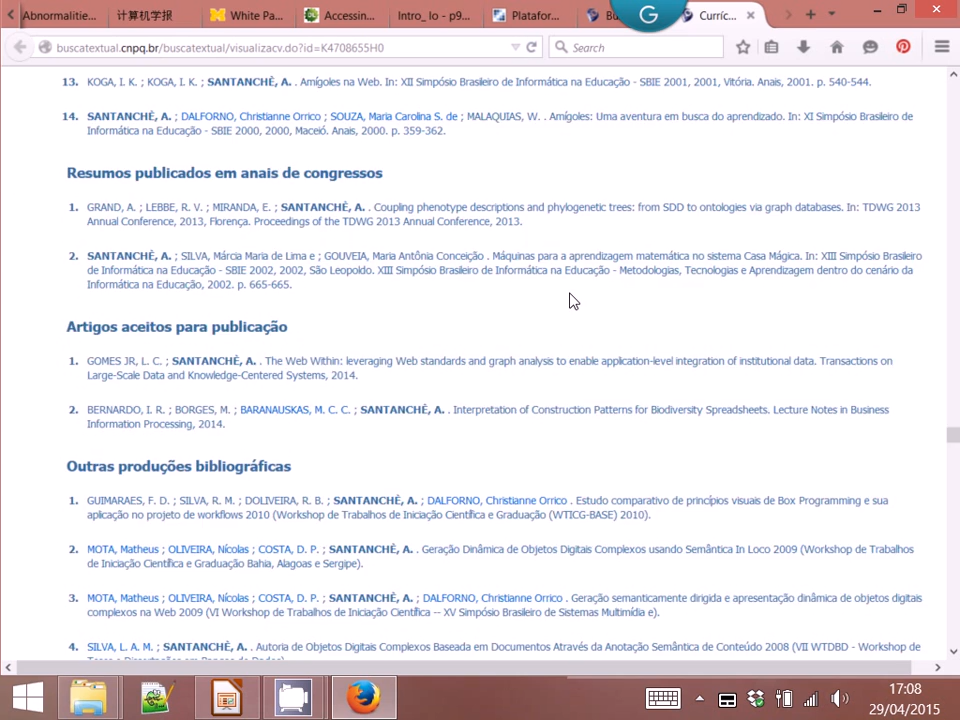 Abnormalitie...
计算机学报
White Pa...
Accessin...
Intro_ Io - p9...
Platafor...
Bu
G
Curríc...
buscatextual.cnpq.br/buscatextual/visualizacv.do?id=K4708655H0
Search
13. KOGA, I. K. ; KOGA, I. K. ; SANTANCHÈ, A. . Amígoles na Web. In: XII Simpósio Brasileiro de Informática na Educação - SBIE 2001, 2001, Vitória. Anais, 2001. p. 540-544.
14. SANTANCHÈ, A. ; DALFORNO, Christianne Orrico ; SOUZA, Maria Carolina S. de ; MALAQUIAS, W. . Amígoles: Uma aventura em busca do aprendizado. In: XI Simpósio Brasileiro de
Informática na Educação - SBIE 2000, 2000, Maceió. Anais, 2000. p. 359-362.
Resumos publicados em anais de congressos
1. GRAND, A. ; LEBBE, R. V. ; MIRANDA, E. ; SANTANCHÈ, A. . Coupling phenotype descriptions and phylogenetic trees: from SDD to ontologies via graph databases. In: TDWG 2013
Annual Conference, 2013, Florença. Proceedings of the TDWG 2013 Annual Conference, 2013.
2. SANTANCHÈ, A. ; SILVA, Márcia Maria de Lima e ; GOUVEIA, Maria Antônia Conceição . Máquinas para a aprendizagem matemática no sistema Casa Mágica. In: XIII Simpósio Brasileiro
de Informática na Educação - SBIE 2002, 2002, São Leopoldo. XIII Simpósio Brasileiro de Informática na Educação - Metodologias, Tecnologias e Aprendizagem dentro do cenário da
Informática na Educação, 2002. p. 665-665.
Artigos aceitos para publicação
1. GOMES JR, L. C. ; SANTANCHÈ, A. . The Web Within: leveraging Web standards and graph analysis to enable application-level integration of institutional data. Transactions on
Large-Scale Data and Knowledge-Centered Systems, 2014.
2. BERNARDO, I. R. ; BORGES, M. ; BARANAUSKAS, M. C. C. ; SANTANCHÈ, A. . Interpretation of Construction Patterns for Biodiversity Spreadsheets. Lecture Notes in Business
Information Processing, 2014.
Outras produções bibliográficas
1. GUIMARAES, F. D. ; SILVA, R. M. ; DOLIVEIRA, R. B. ; SANTANCHÈ, A. ; DALFORNO, Christianne Orrico . Estudo comparativo de princípios visuais de Box Programming e sua
aplicação no projeto de workflows 2010 (Workshop de Trabalhos de Iniciação Científica e Graduação (WTICG-BASE) 2010).
2. MOTA, Matheus ; OLIVEIRA, Nícolas ; COSTA, D. P. ; SANTANCHÈ, A. . Geração Dinâmica de Objetos Digitais Complexos usando Semântica In Loco 2009 (Workshop de Trabalhos
de Iniciação Científica e Graduação Bahia, Alagoas e Sergipe).
3. MOTA, Matheus ; OLIVEIRA, Nícolas ; COSTA, D. P. ; SANTANCHÈ, A. ; DALFORNO, Christianne Orrico . Geração semanticamente dirigida e apresentação dinâmica de objetos digitais
complexos na Web 2009 (VI Workshop de Trabalhos de Iniciação Científica -- XV Simpósio Brasileiro de Sistemas Multimídia e).
4. SILVA, L. A. M. ; SANTANCHÈ, A. . Autoria de Objetos Digitais Complexos Baseada em Documentos Através da Anotação Semântica de Conteúdo 2008 (VII WTDBD - Workshop de
17:08
29/04/2015